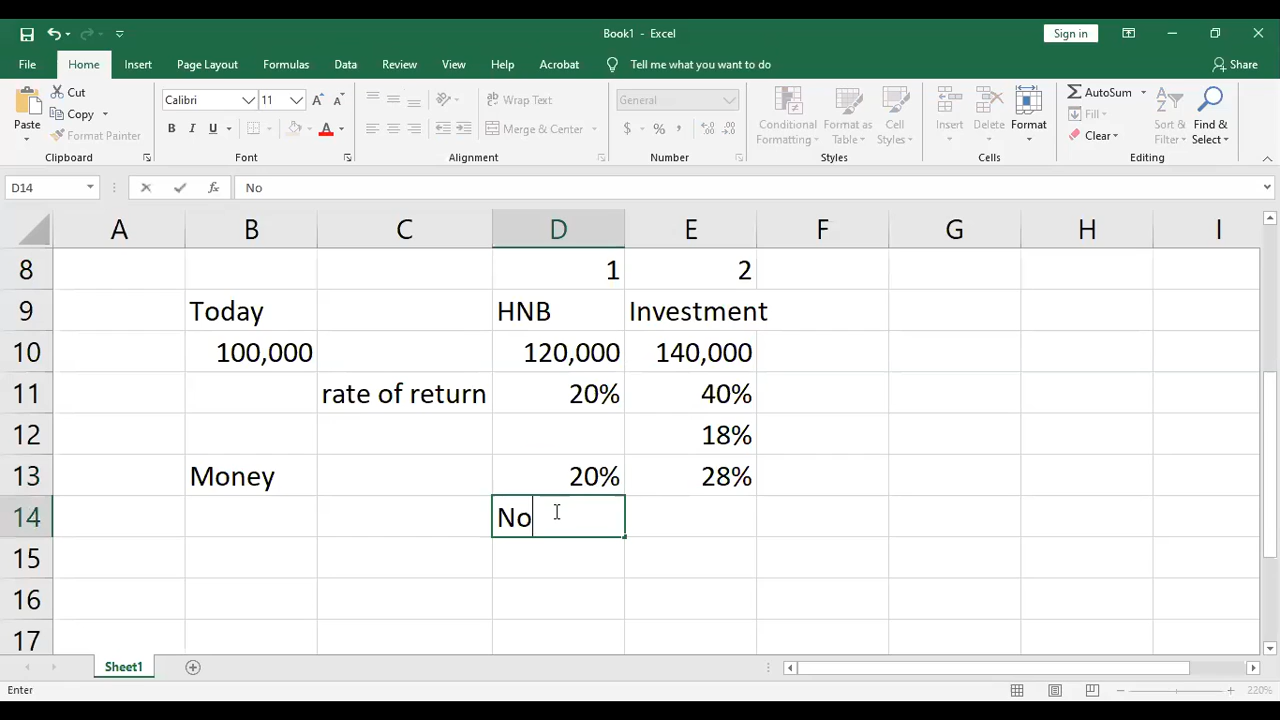 Book1 - Excel
Sign in
File Home Insert Page Layout Formulas Data Review View Help Acrobat Tell me what you want to do Share
Paste
Cut
Copy
Format Painter
Clipboard
Calibri 11
B I U
Font
Wrap Text
Merge & Center
Alignment
General
$ % ,
Number
Conditional Formatting
Format as Table
Cell Styles
Styles
Insert
Delete
Format
Cells
AutoSum
Fill
Clear
Sort & Filter
Find & Select
Editing
D14 fx No
A B C D E F G H I
8 1 2
9 Today HNB Investment
10 100,000 120,000 140,000
11 rate of return 20% 40%
12 18%
13 Money 20% 28%
14 No
15
16
17
Sheet1
Enter 220%